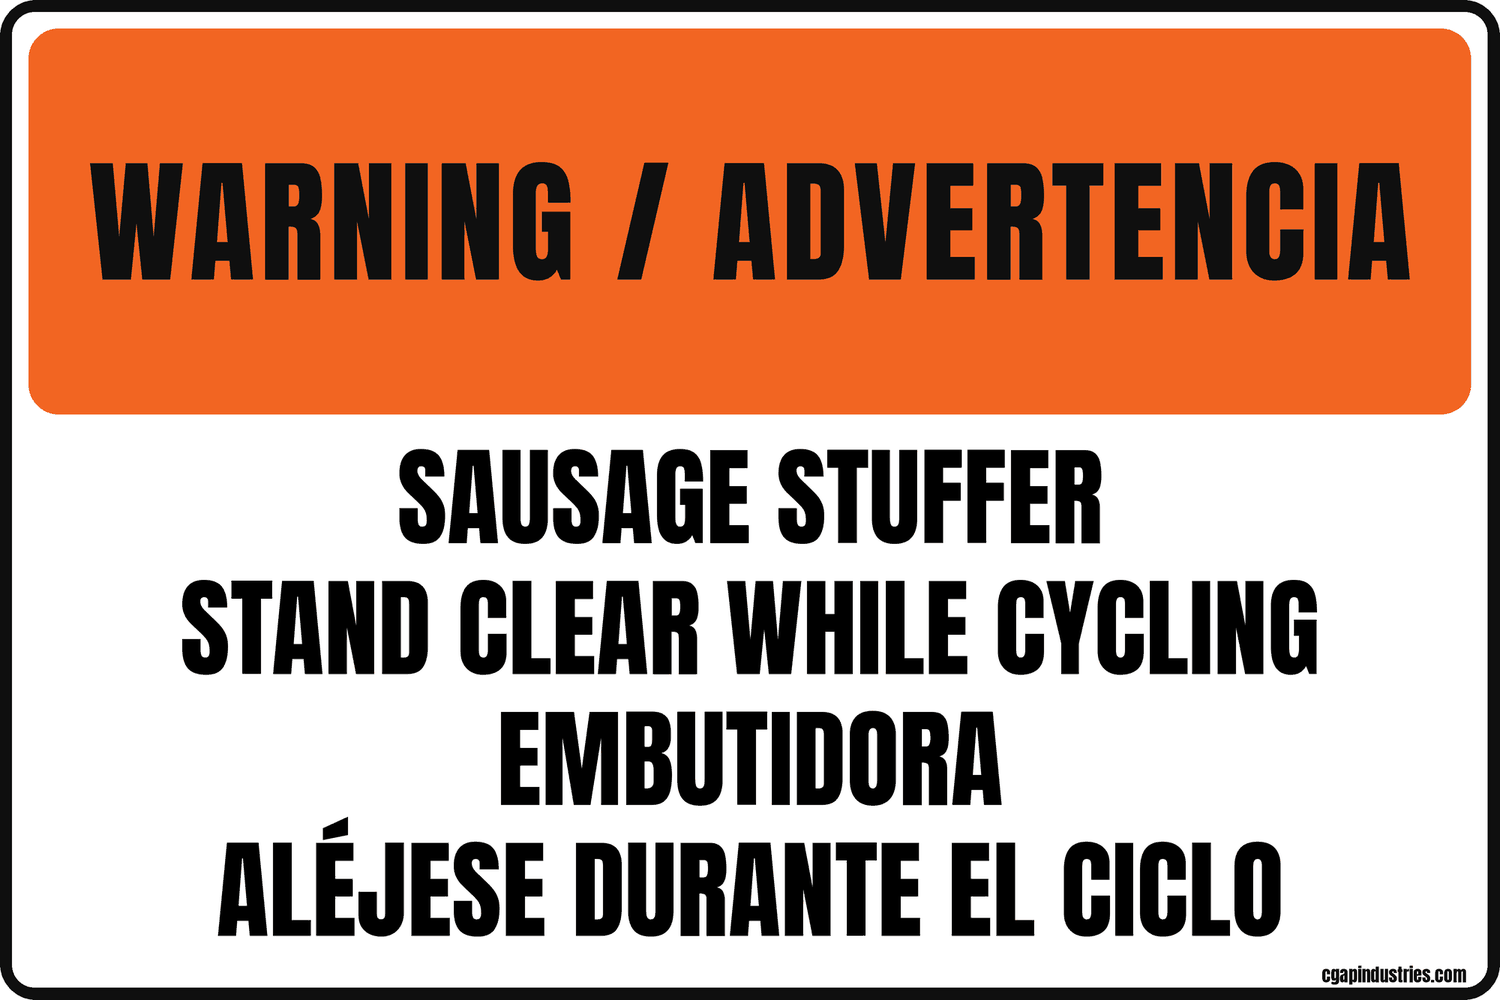 WARNING / ADVERTENCIA
SAUSAGE STUFFER
STAND CLEAR WHILE CYCLING
EMBUTIDORA
ALÉJESE DURANTE EL CICLO
cgapindustries.com